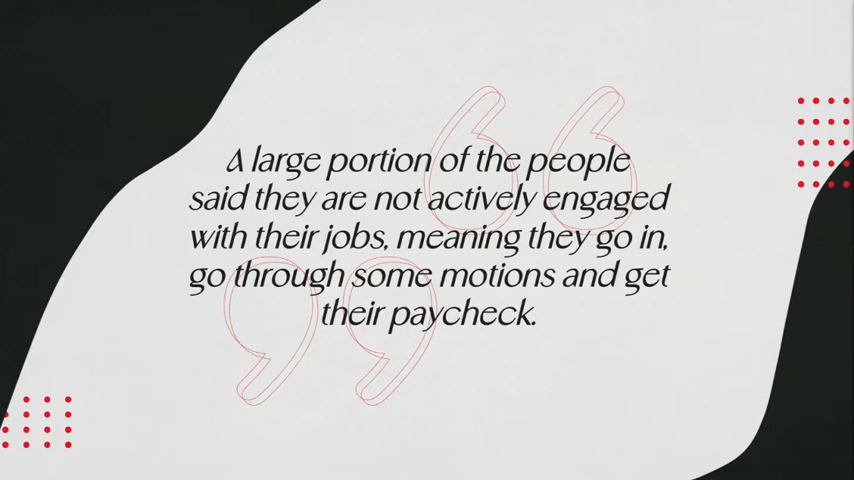 A large portion of the people
said they are not actively engaged
with their jobs, meaning they go in,
go through some motions and get
their paycheck.